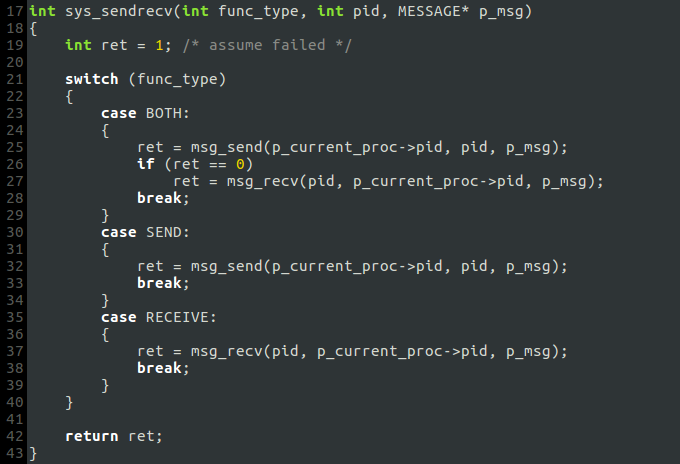 17 int sys_sendrecv(int func_type, int pid, MESSAGE* p_msg)
18 {
19     int ret = 1; /* assume failed */
20
21     switch (func_type)
22     {
23         case BOTH:
24         {
25             ret = msg_send(p_current_proc->pid, pid, p_msg);
26             if (ret == 0)
27                 ret = msg_recv(pid, p_current_proc->pid, p_msg);
28             break;
29         }
30         case SEND:
31         {
32             ret = msg_send(p_current_proc->pid, pid, p_msg);
33             break;
34         }
35         case RECEIVE:
36         {
37             ret = msg_recv(pid, p_current_proc->pid, p_msg);
38             break;
39         }
40     }
41
42     return ret;
43 }